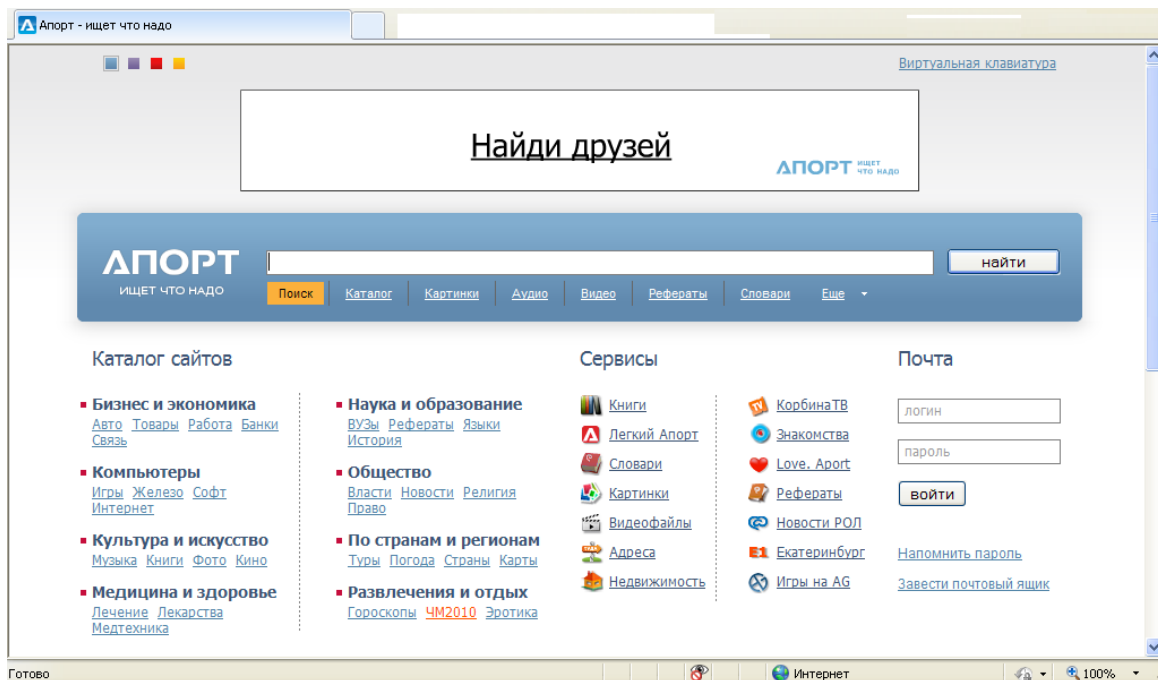 Апорт - ищет что надо
Виртуальная клавиатура
Найди друзей
АПОРТ ИЩЕТ ЧТО НАДО
АПОРТ
ИЩЕТ ЧТО НАДО
найти
Поиск Каталог Картинки Аудио Видео Рефераты Словари Еще
Каталог сайтов
Бизнес и экономика
Авто Товары Работа Банки
Связь
Компьютеры
Игры Железо Софт
Интернет
Культура и искусство
Музыка Книги Фото Кино
Медицина и здоровье
Лечение Лекарства
Медтехника
Наука и образование
ВУЗы Рефераты Языки
История
Общество
Власти Новости Религия
Право
По странам и регионам
Туры Погода Страны Карты
Развлечения и отдых
Гороскопы ЧМ2010 Эротика
Сервисы
Книги
Легкий Апорт
Словари
Картинки
Видеофайлы
Адреса
Недвижимость
TV КорбинаТВ
Знакомства
Love. Aport
Рефераты
Новости РОЛ
E1 Екатеринбург
Игры на AG
Почта
логин
пароль
войти
Напомнить пароль
Завести почтовый ящик
Готово
Интернет
100%